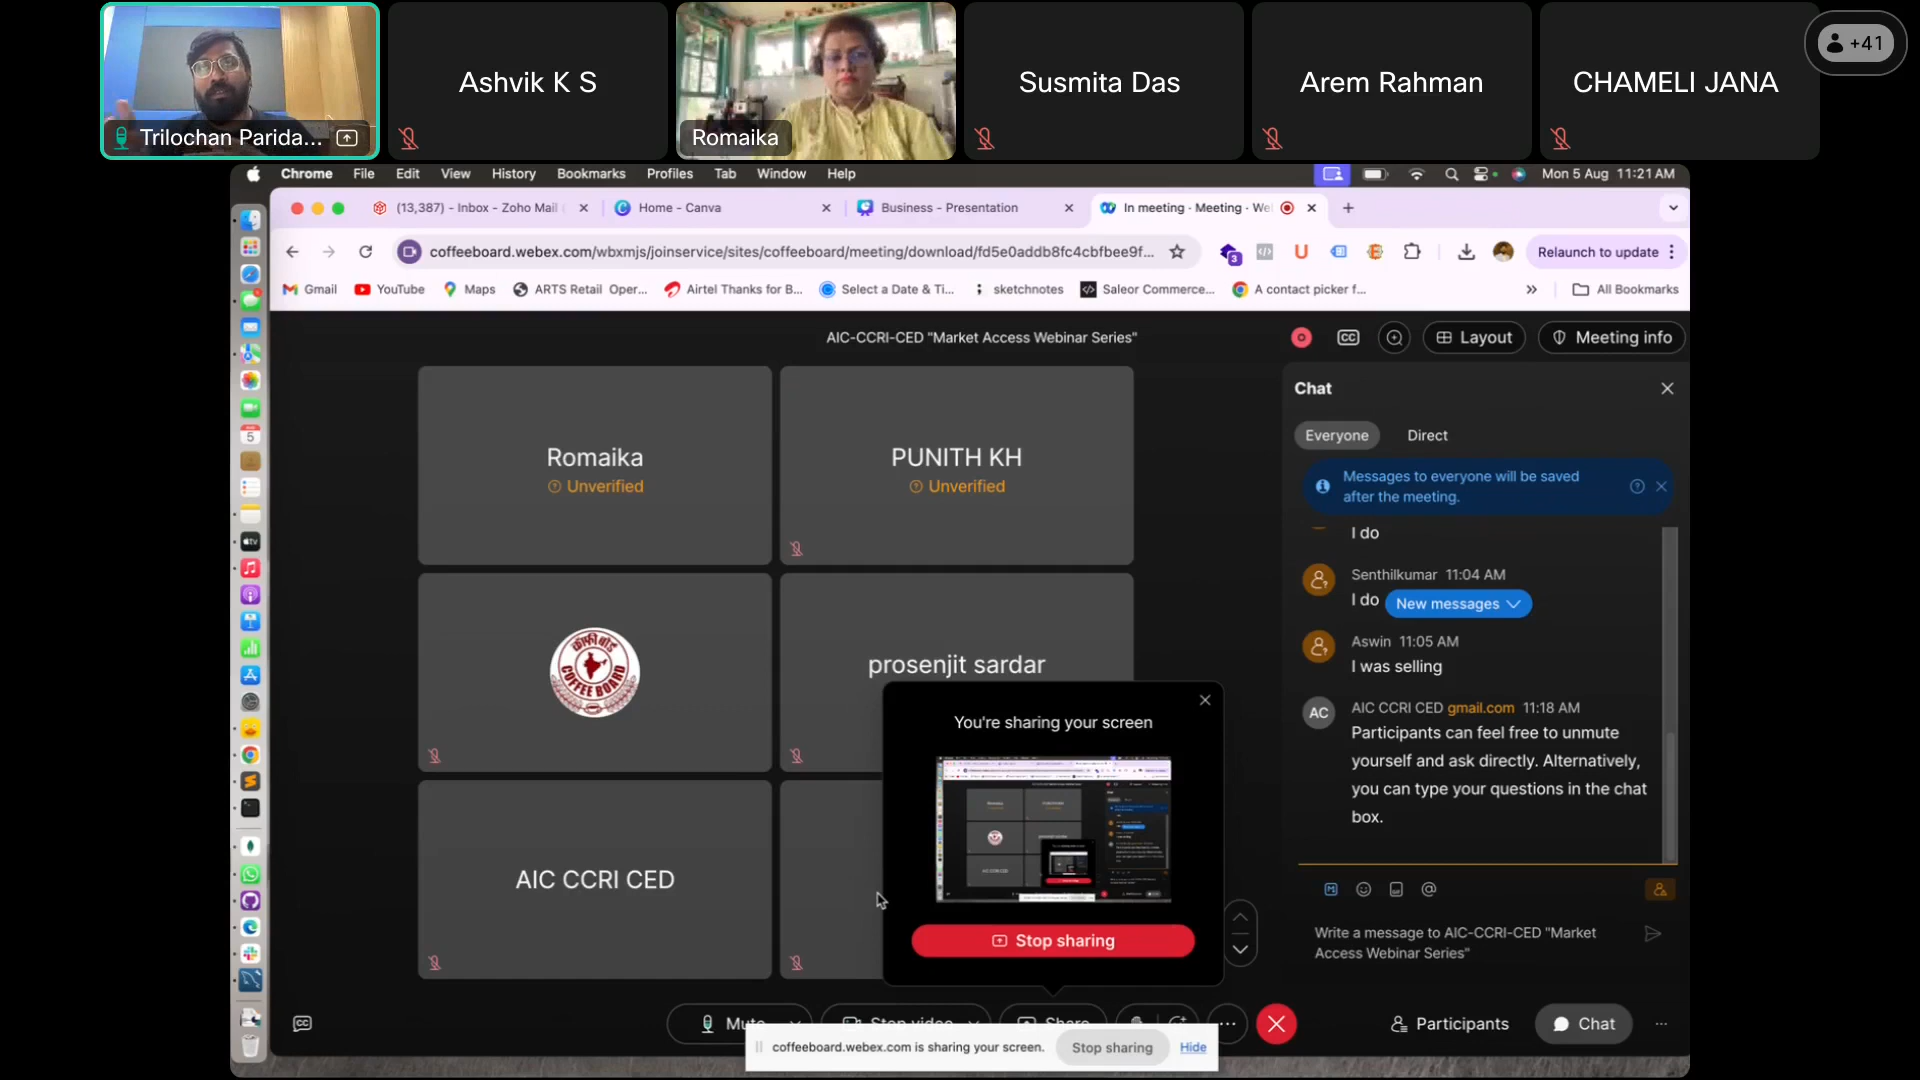 Trilochan Parida...
Ashvik K S
Romaika
Susmita Das
Arem Rahman
CHAMELI JANA
+41
Chrome File Edit View History Bookmarks Profiles Tab Window Help
Mon 5 Aug 11:21 AM
(13,387) - Inbox - Zoho Mail
Home - Canva
Business - Presentation
In meeting · Meeting · We
coffeeboard.webex.com/wbxmjs/joinservice/sites/coffeeboard/meeting/download/fd5e0addb8fc4cbfbee9f...
3
Relaunch to update
Gmail
YouTube
Maps
ARTS Retail Oper...
Airtel Thanks for B...
Select a Date & Ti...
sketchnotes
Saleor Commerce...
A contact picker f...
All Bookmarks
AIC-CCRI-CED "Market Access Webinar Series"
CC
Layout
Meeting info
Romaika
Unverified
PUNITH KH
Unverified
कॉफी बोर्ड
COFFEE BOARD
prosenjit sardar
AIC CCRI CED
You're sharing your screen
Stop sharing
Chat
Everyone
Direct
Messages to everyone will be saved
after the meeting.
I do
Senthilkumar 11:04 AM
I do
New messages
Aswin 11:05 AM
I was selling
AC
AIC CCRI CED gmail.com 11:18 AM
Participants can feel free to unmute
yourself and ask directly. Alternatively,
you can type your questions in the chat
box.
Write a message to AIC-CCRI-CED "Market
Access Webinar Series"
Mute
Stop video
Share
Participants
Chat
coffeeboard.webex.com is sharing your screen.
Stop sharing
Hide